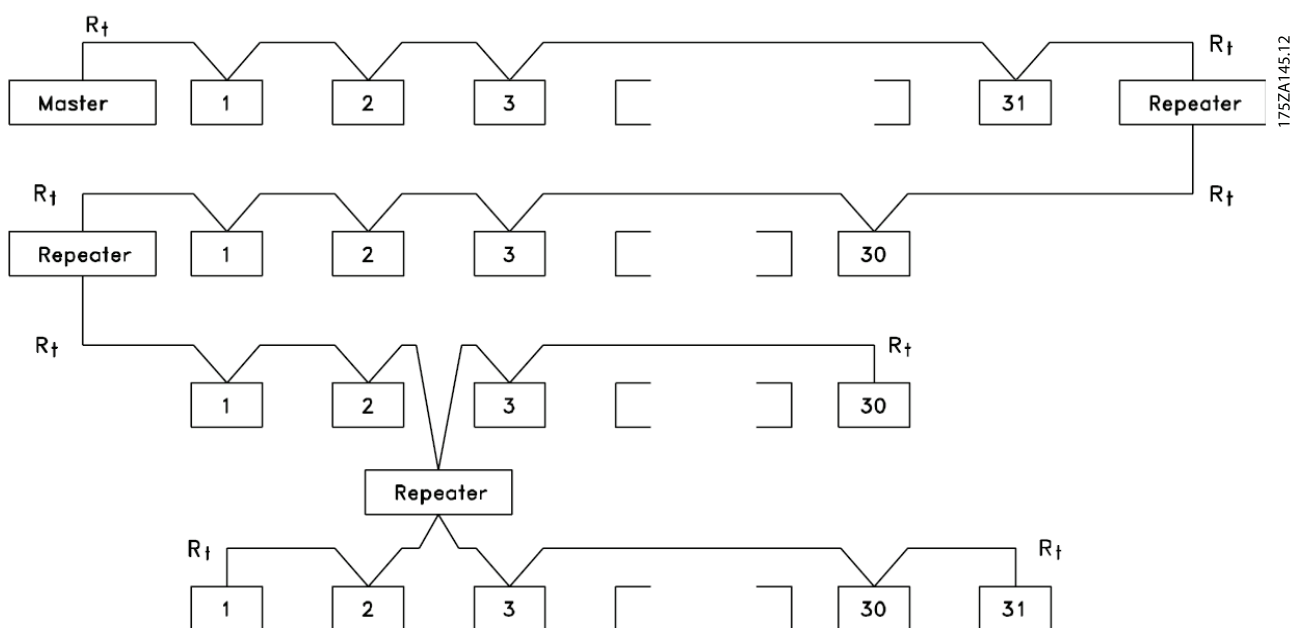 Rt
Rt
Master 1 2 3 31 Repeater
175ZA145.12
Rt Rt
Repeater 1 2 3 30
Rt Rt
1 2 3 30
Repeater
Rt Rt
1 2 3 30 31